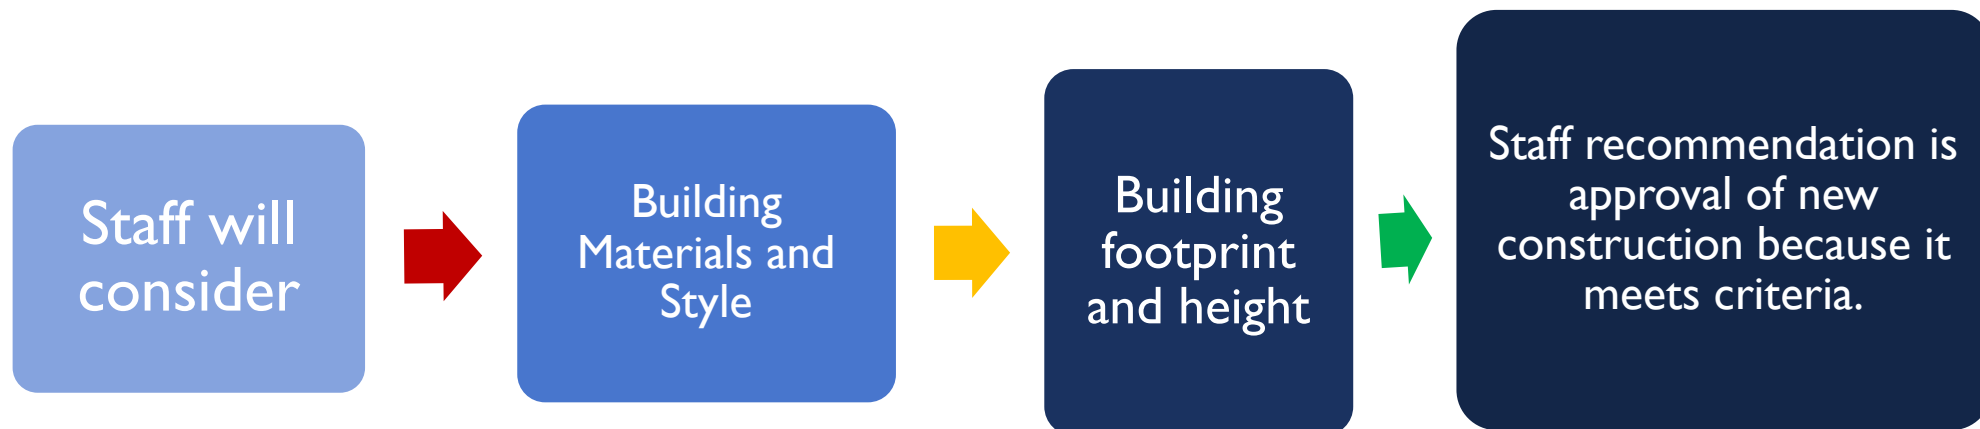 Staff will
consider
Building
Materials and
Style
Building
footprint
and height
Staff recommendation is
approval of new
construction because it
meets criteria.